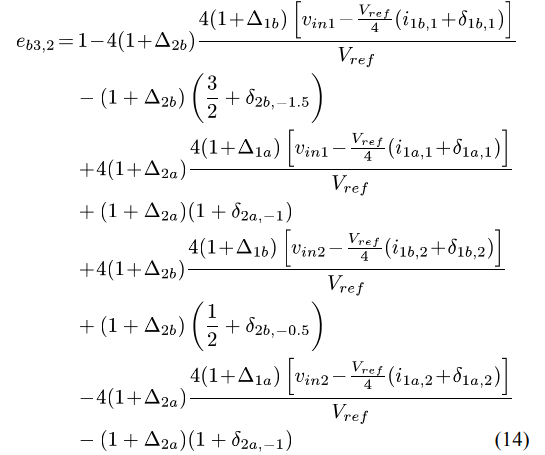 e_{b3,2} = 1−4(1+Δ_{2b}) \frac{4(1+Δ_{1b}) [v_{in1} − \frac{V_{ref}}{4}(i_{1b,1}+δ_{1b,1})]}{V_{ref}}
− (1 + Δ_{2b}) (\frac{3}{2} + δ_{2b,−1.5})
+4(1+Δ_{2a}) \frac{4(1+Δ_{1a}) [v_{in1} − \frac{V_{ref}}{4}(i_{1a,1}+δ_{1a,1})]}{V_{ref}}
+ (1 + Δ_{2a})(1 + δ_{2a,−1})
+4(1+Δ_{2b}) \frac{4(1+Δ_{1b}) [v_{in2} − \frac{V_{ref}}{4}(i_{1b,2}+δ_{1b,2})]}{V_{ref}}
+ (1 + Δ_{2b}) (\frac{1}{2} + δ_{2b,−0.5})
−4(1+Δ_{2a}) \frac{4(1+Δ_{1a}) [v_{in2} − \frac{V_{ref}}{4}(i_{1a,2}+δ_{1a,2})]}{V_{ref}}
− (1 + Δ_{2a})(1 + δ_{2a,−1}) (14)